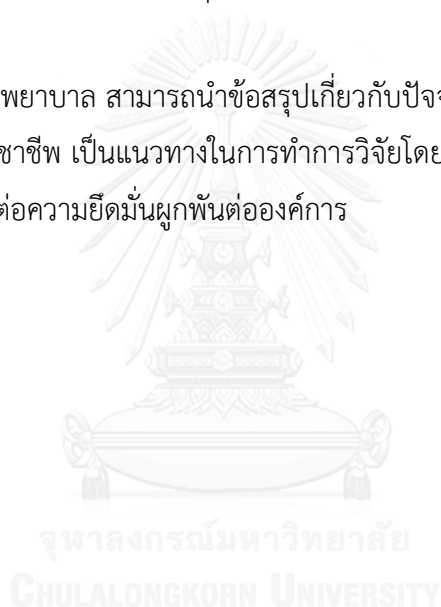 พยาบาล สามารถนำข้อสรุปเกี่ยวกับปัจจ
ชาชีพ เป็นแนวทางในการทำการวิจัยโดย
ต่อความยึดมั่นผูกพันต่อองค์การ
จุฬาลงกรณ์มหาวิทยาลัย
CHULALONGKORN UNIVERSITY